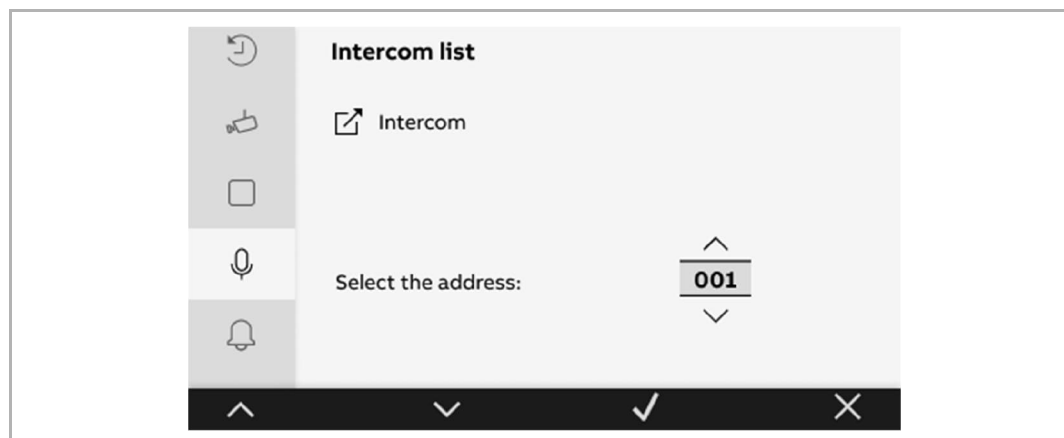 Intercom list
Intercom
Select the address:
001